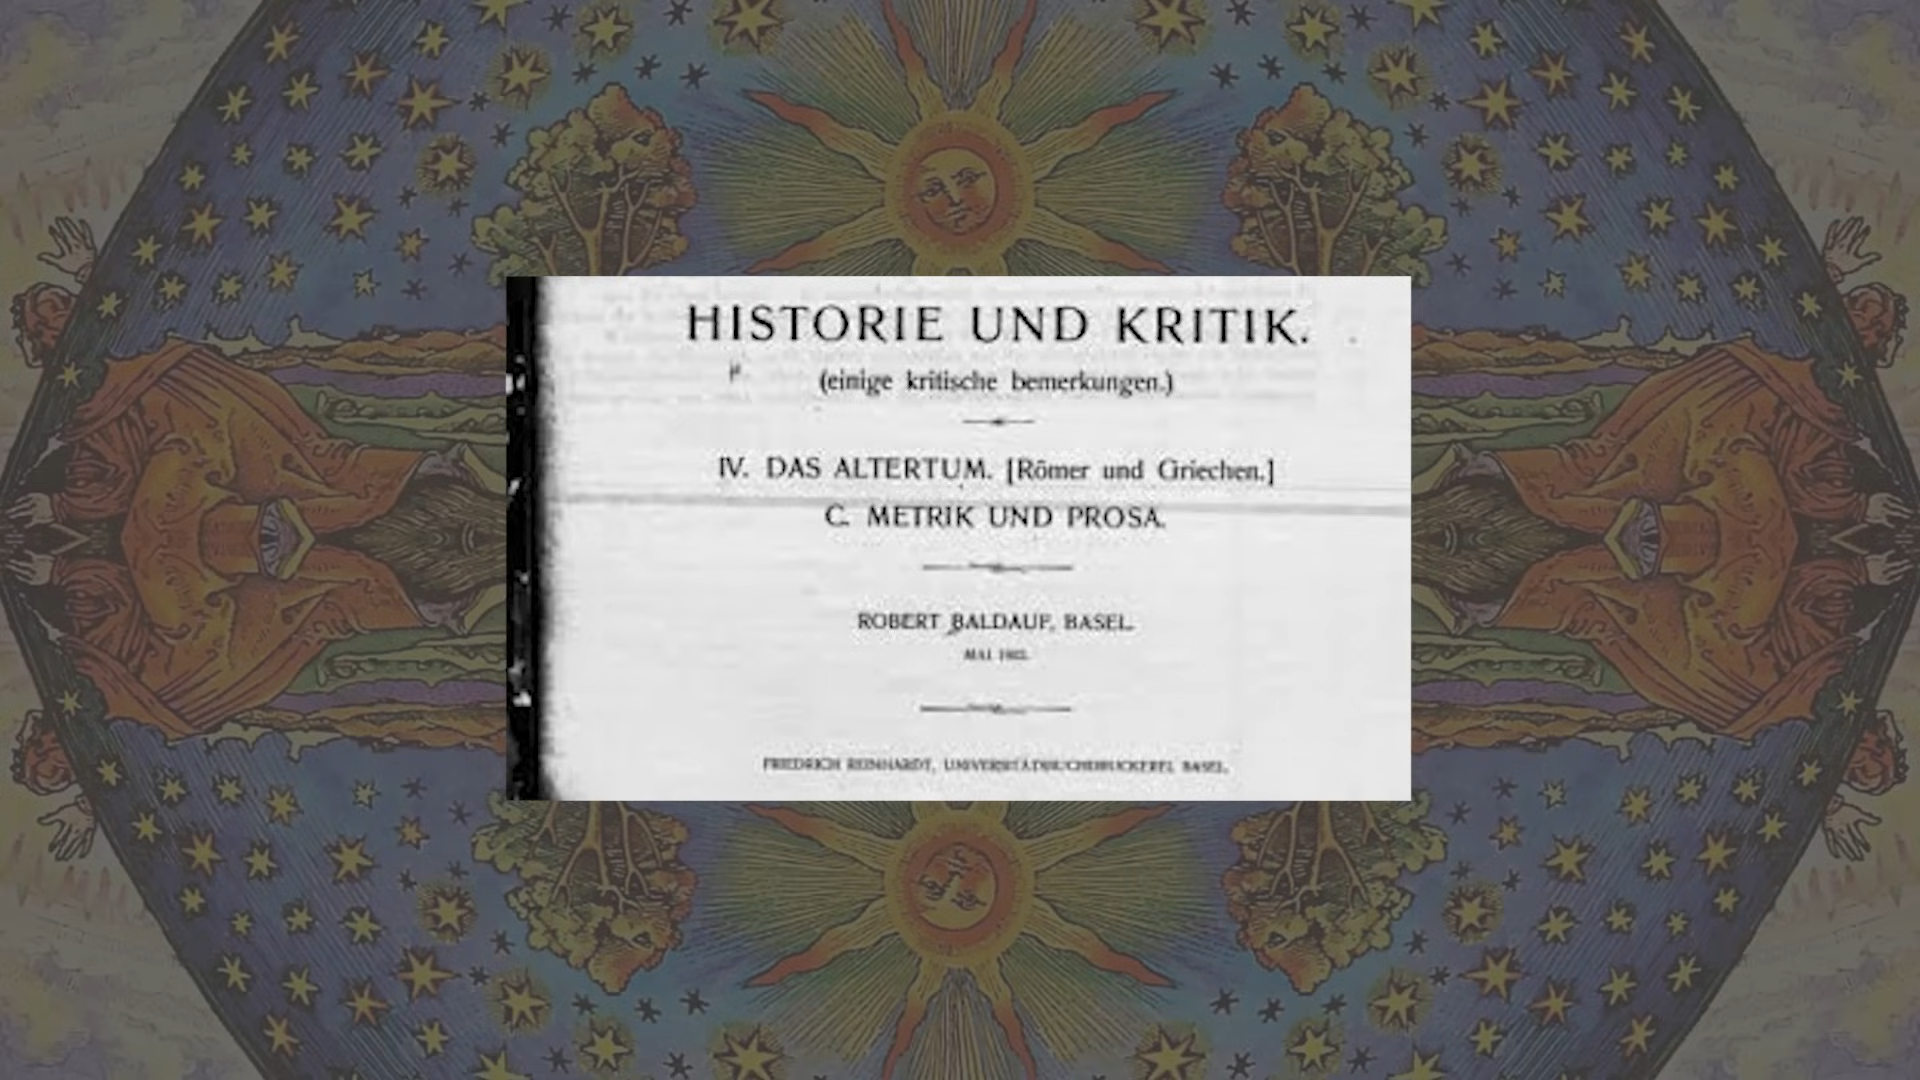 HISTORIE UND KRITIK.
(einige kritische bemerkungen.)
IV. DAS ALTERTUM. [Römer und Griechen.]
C. METRIK UND PROSA.
ROBERT BALDAUF, BASEL.
MAI
FRIEDRICH REINHARDT, UNIVERSITÄTSBUCHDRUCKEREI, BASEL.